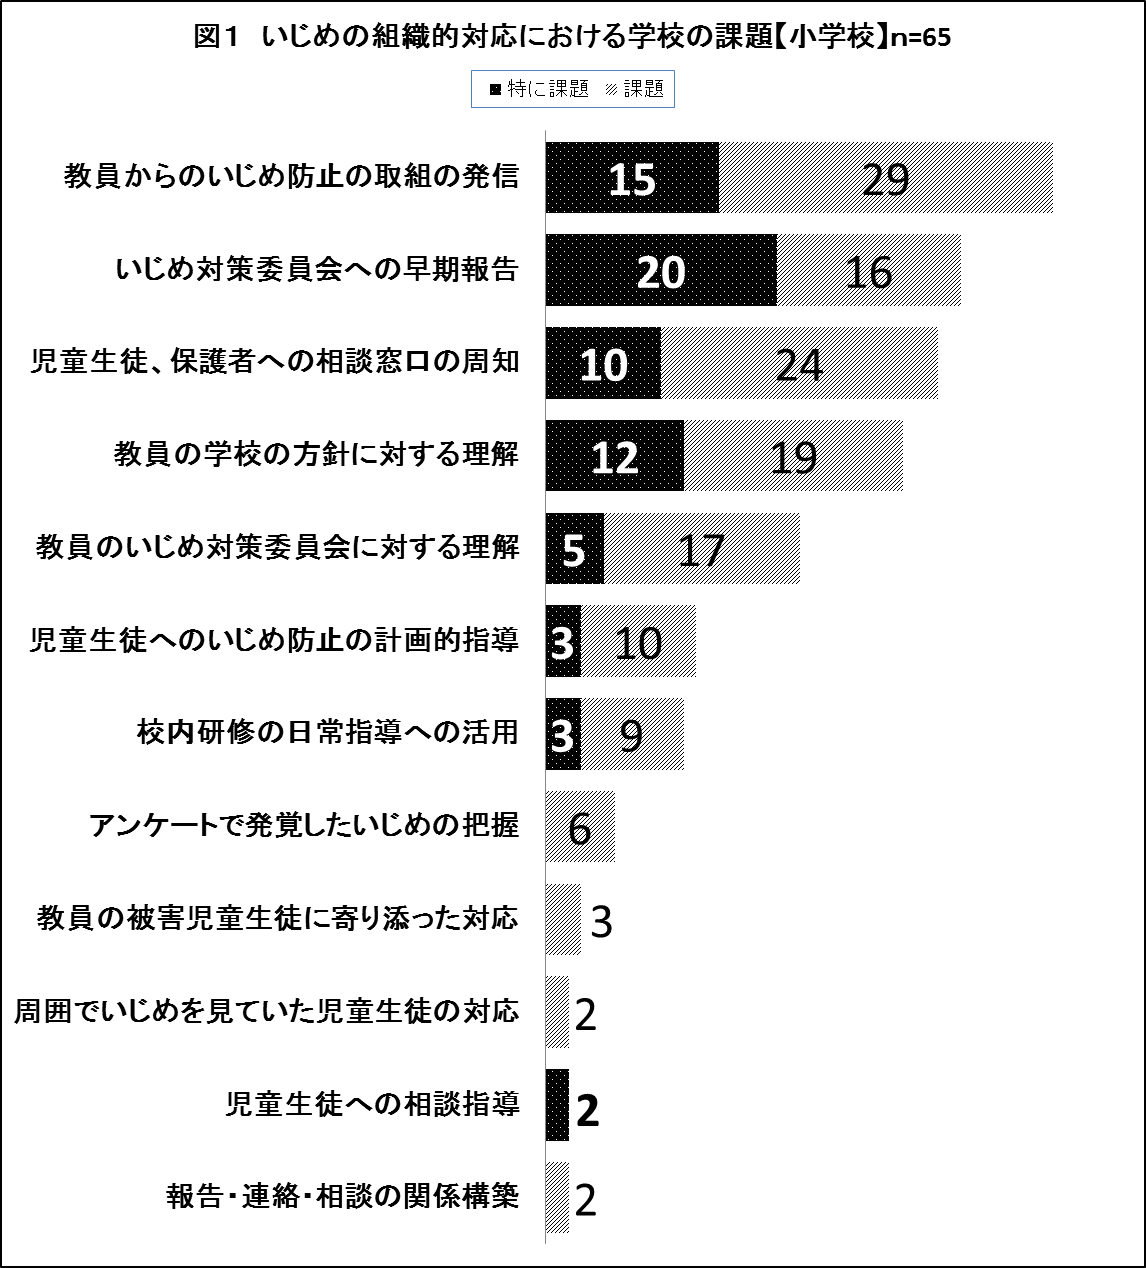 図１　いじめの組織的対応における学校の課題【小学校】n=65
特に課題 課題
教員からのいじめ防止の取組の発信 15 29
いじめ対策委員会への早期報告 20 16
児童生徒、保護者への相談窓口の周知 10 24
教員の学校の方針に対する理解 12 19
教員のいじめ対策委員会に対する理解 5 17
児童生徒へのいじめ防止の計画的指導 3 10
校内研修の日常指導への活用 3 9
アンケートで発覚したいじめの把握 6
教員の被害児童生徒に寄り添った対応 3
周囲でいじめを見ていた児童生徒の対応 2
児童生徒への相談指導 2
報告・連絡・相談の関係構築 2